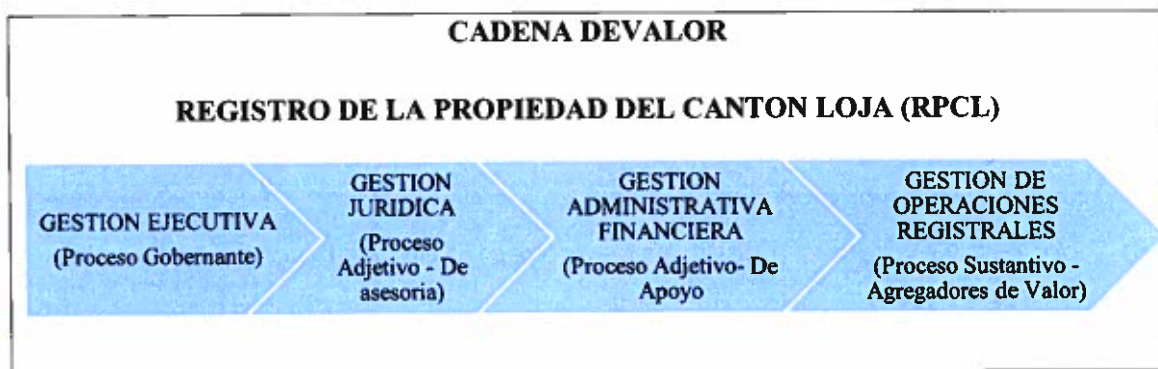 CADENA DEVALOR
REGISTRO DE LA PROPIEDAD DEL CANTON LOJA (RPCL)
GESTION EJECUTIVA
(Proceso Gobernante)
GESTION
JURIDICA
(Proceso
Adjetivo - De
asesoria)
GESTION
ADMINISTRATIVA
FINANCIERA
(Proceso Adjetivo- De
Apoyo
GESTION DE
OPERACIONES
REGISTRALES
(Proceso Sustantivo -
Agregadores de Valor)